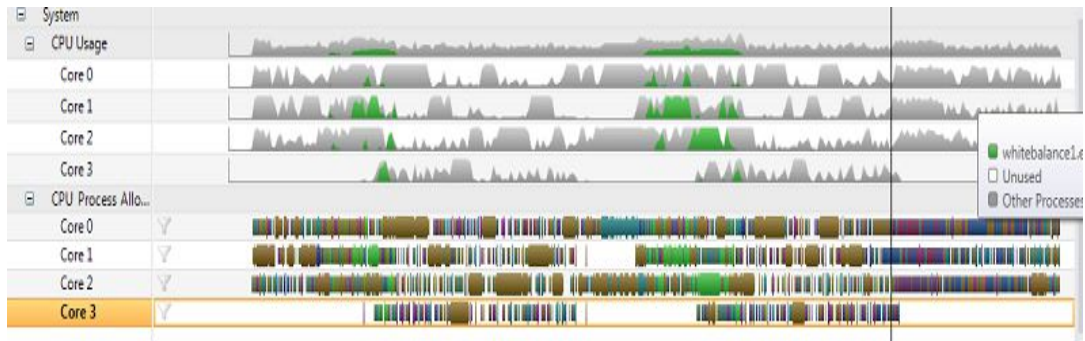 System
CPU Usage
Core 0
Core 1
Core 2
Core 3
whitebalance1.e
Unused
Other Processes
CPU Process Allo...
Core 0
Core 1
Core 2
Core 3